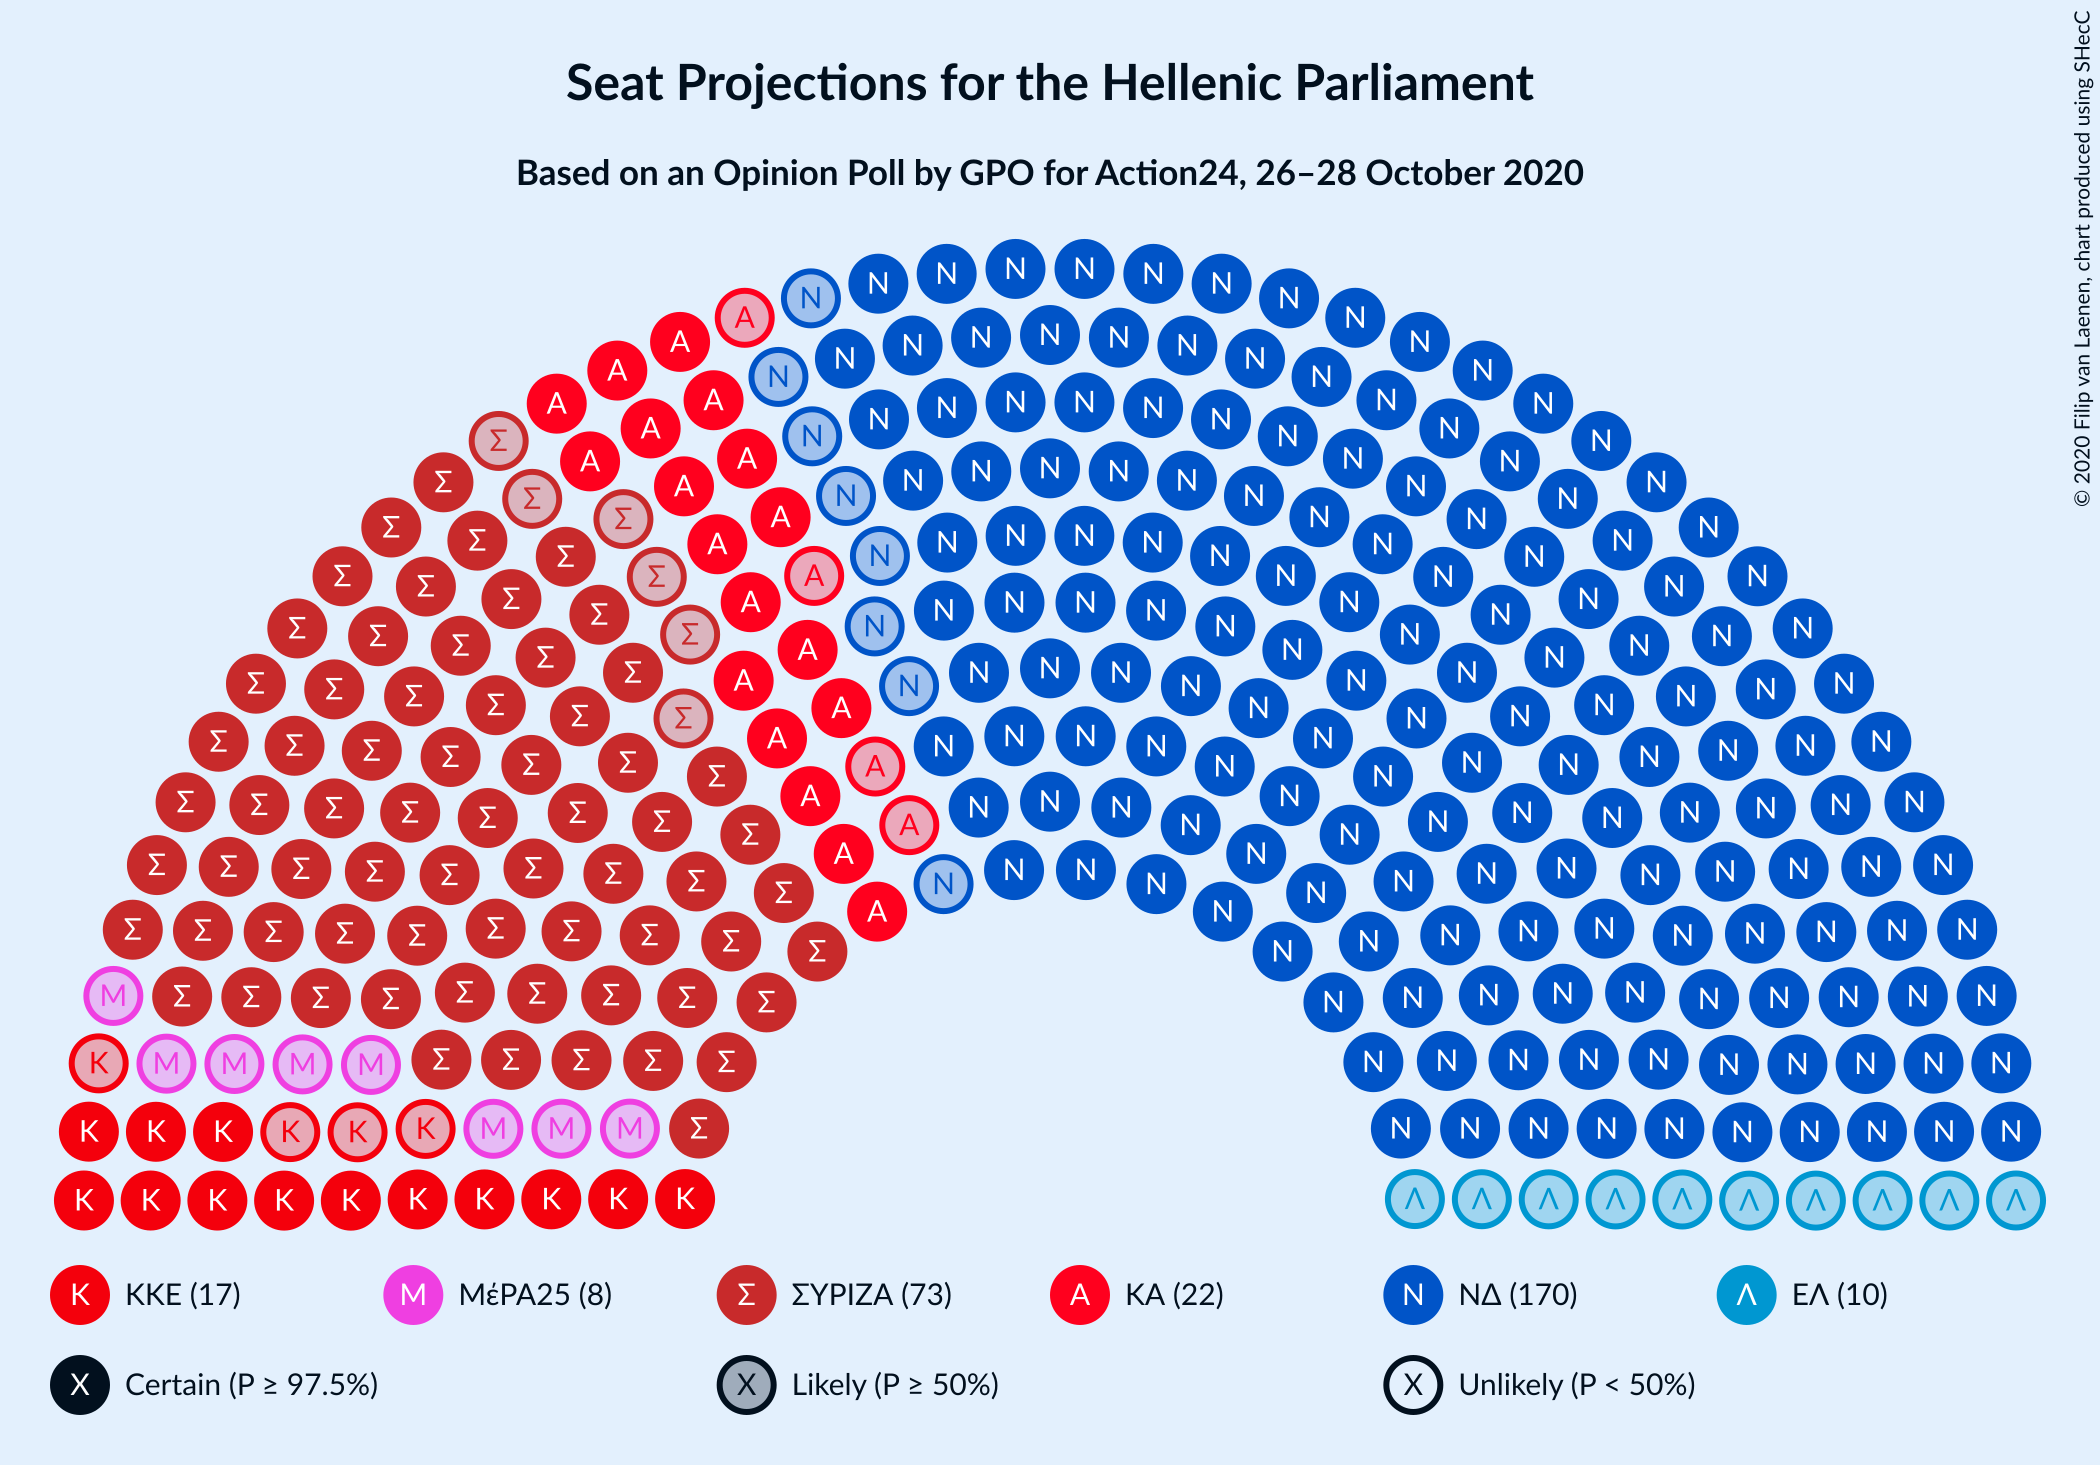 Seat Projections for the Hellenic Parliament
Based on an Opinion Poll by GPO for Action24, 26–28 October 2020
© 2020 Filip van Laenen, chart produced using SHecC
Κ ΚΚΕ (17) Μ ΜέΡΑ25 (8) Σ ΣΥΡΙΖΑ (73) Α ΚΑ (22) Ν ΝΔ (170) Λ ΕΛ (10)
X Certain (P ≥ 97.5%) X Likely (P ≥ 50%) X Unlikely (P < 50%)